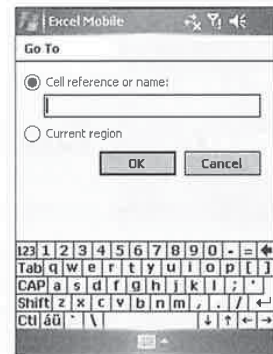 Excel Mobile
Go To
Cell reference or name:
Current region
OK Cancel
123 1 2 3 4 5 6 7 8 9 0 - =
Tab q w e r t y u i o p [ ]
CAP a s d f g h j k l ; '
Shift z x c v b n m , . /
Ctl áü ` \